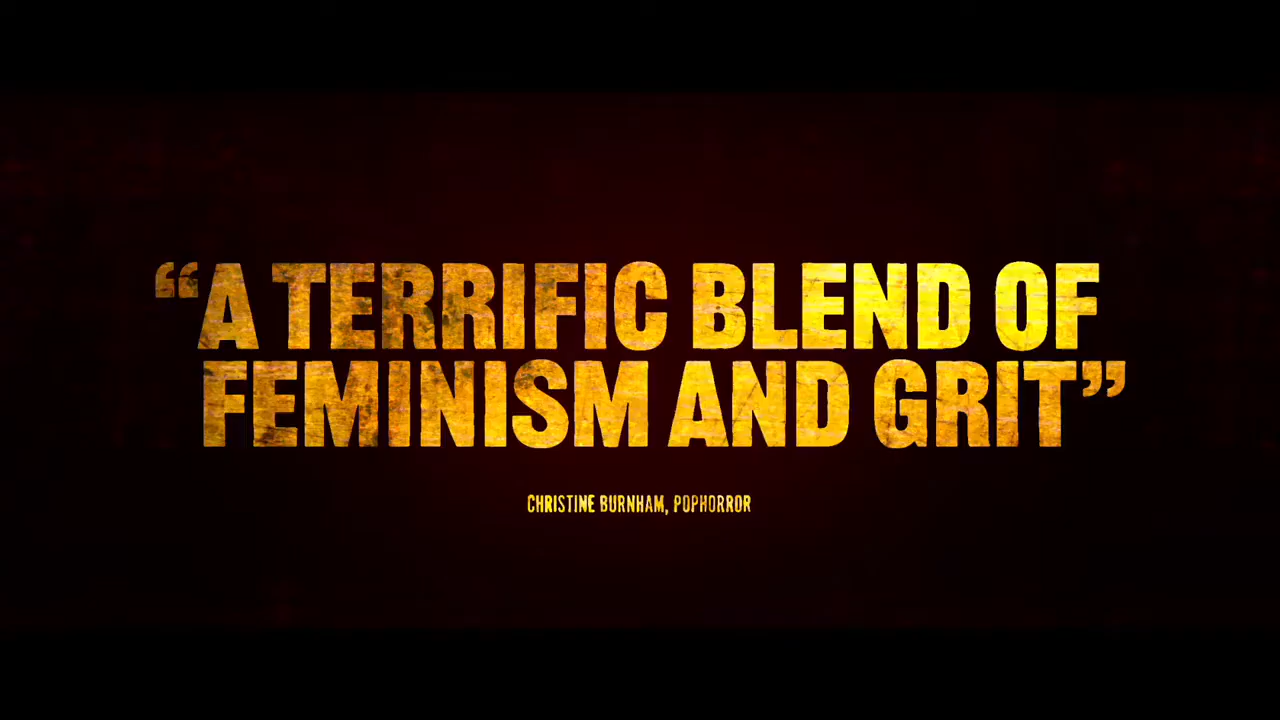 “A TERRIFIC BLEND OF
FEMINISM AND GRIT”
CHRISTINE BURNHAM, POPHORROR